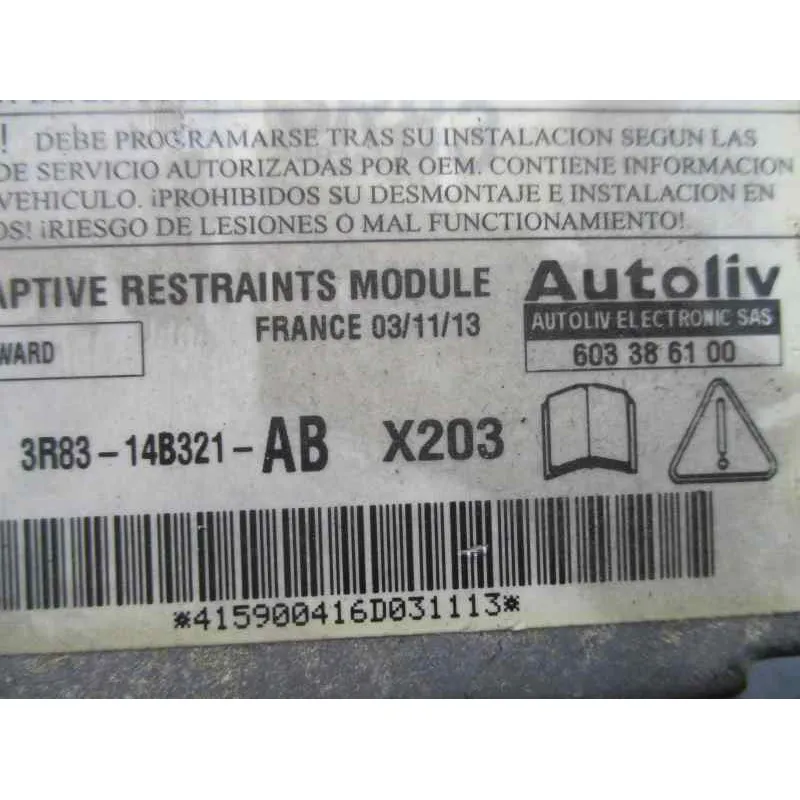 ! DEBE PROGRAMARSE TRAS SU INSTALACION SEGUN LAS
DE SERVICIO AUTORIZADAS POR OEM. CONTIENE INFORMACION
VEHICULO. ¡PROHIBIDOS SU DESMONTAJE E INSTALACION EN
OS! ¡RIESGO DE LESIONES O MAL FUNCTIONAMIENTO!
APTIVE RESTRAINTS MODULE
Autoliv
FRANCE 03/11/13
AUTOLIV ELECTRONIC SAS
WARD
603 38 61 00
3R83-14B321-AB X203
*415900416D031113*